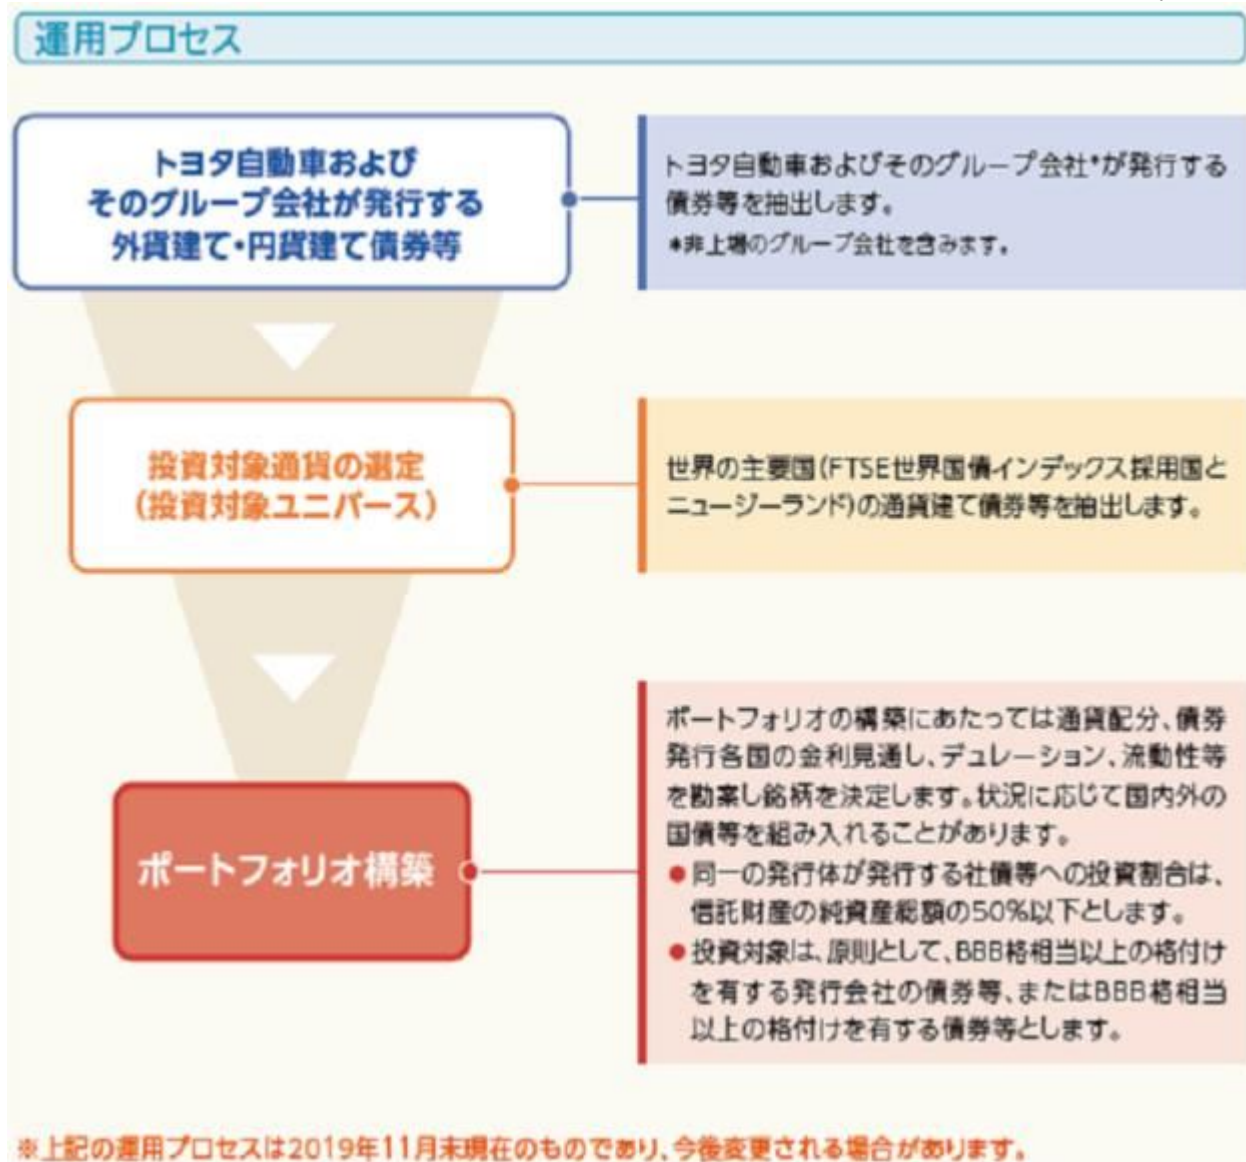 運用プロセス
トヨタ自動車および
そのグループ会社が発行する
外貨建て・円貨建て債券等
トヨタ自動車およびそのグループ会社*が発行する
債券等を抽出します。
*非上場のグループ会社を含みます。
投資対象通貨の選定
(投資対象ユニバース)
世界の主要国(FTSE世界国債インデックス採用国と
ニュージーランド)の通貨建て債券等を抽出します。
ポートフォリオ構築
ポートフォリオの構築にあたっては通貨配分、債券
発行各国の金利見通し、デュレーション、流動性等
を勘案し銘柄を決定します。状況に応じて国内外の
国債等を組み入れることがあります。
●同一の発行体が発行する社債等への投資割合は、
信託財産の純資産総額の50%以下とします。
●投資対象は、原則として、BBB格相当以上の格付け
を有する発行会社の債券等、またはBBB格相当
以上の格付けを有する債券等とします。
※上記の運用プロセスは2019年11月末現在のものであり、今後変更される場合があります。